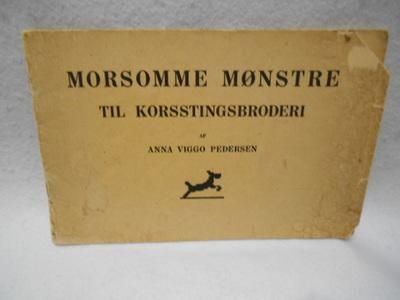 MORSOMME MØNSTRE
TIL KORSSTINGSBRODERI
AF
ANNA VIGGO PEDERSEN